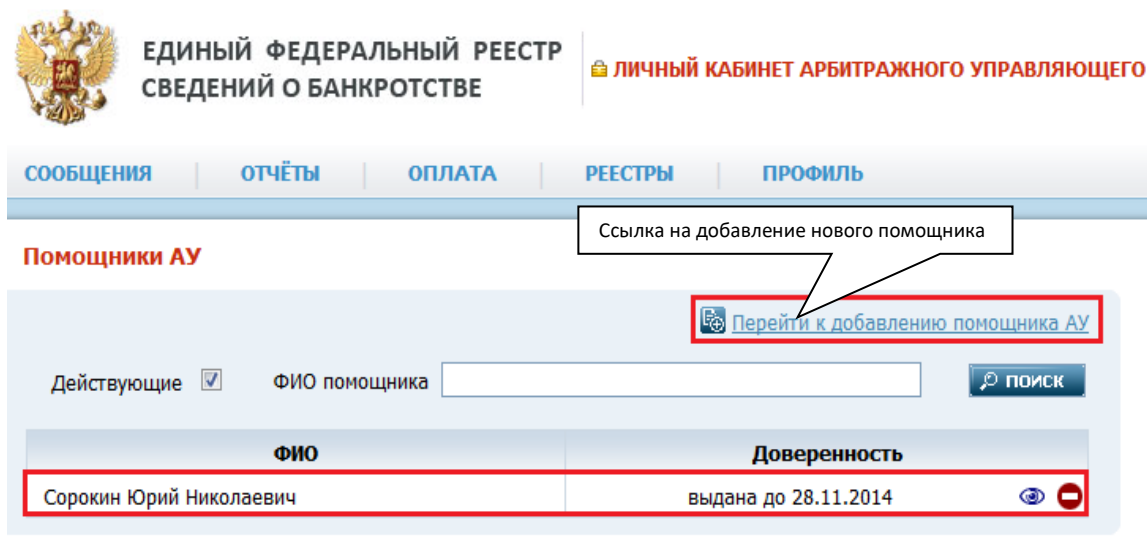 ЕДИНЫЙ ФЕДЕРАЛЬНЫЙ РЕЕСТР
СВЕДЕНИЙ О БАНКРОТСТВЕ
ЛИЧНЫЙ КАБИНЕТ АРБИТРАЖНОГО УПРАВЛЯЮЩЕГО
СООБЩЕНИЯ ОТЧЁТЫ ОПЛАТА РЕЕСТРЫ ПРОФИЛЬ
Ссылка на добавление нового помощника
Помощники АУ
Перейти к добавлению помощника АУ
Действующие ФИО помощника ПОИСК
ФИО Доверенность
Сорокин Юрий Николаевич выдана до 28.11.2014